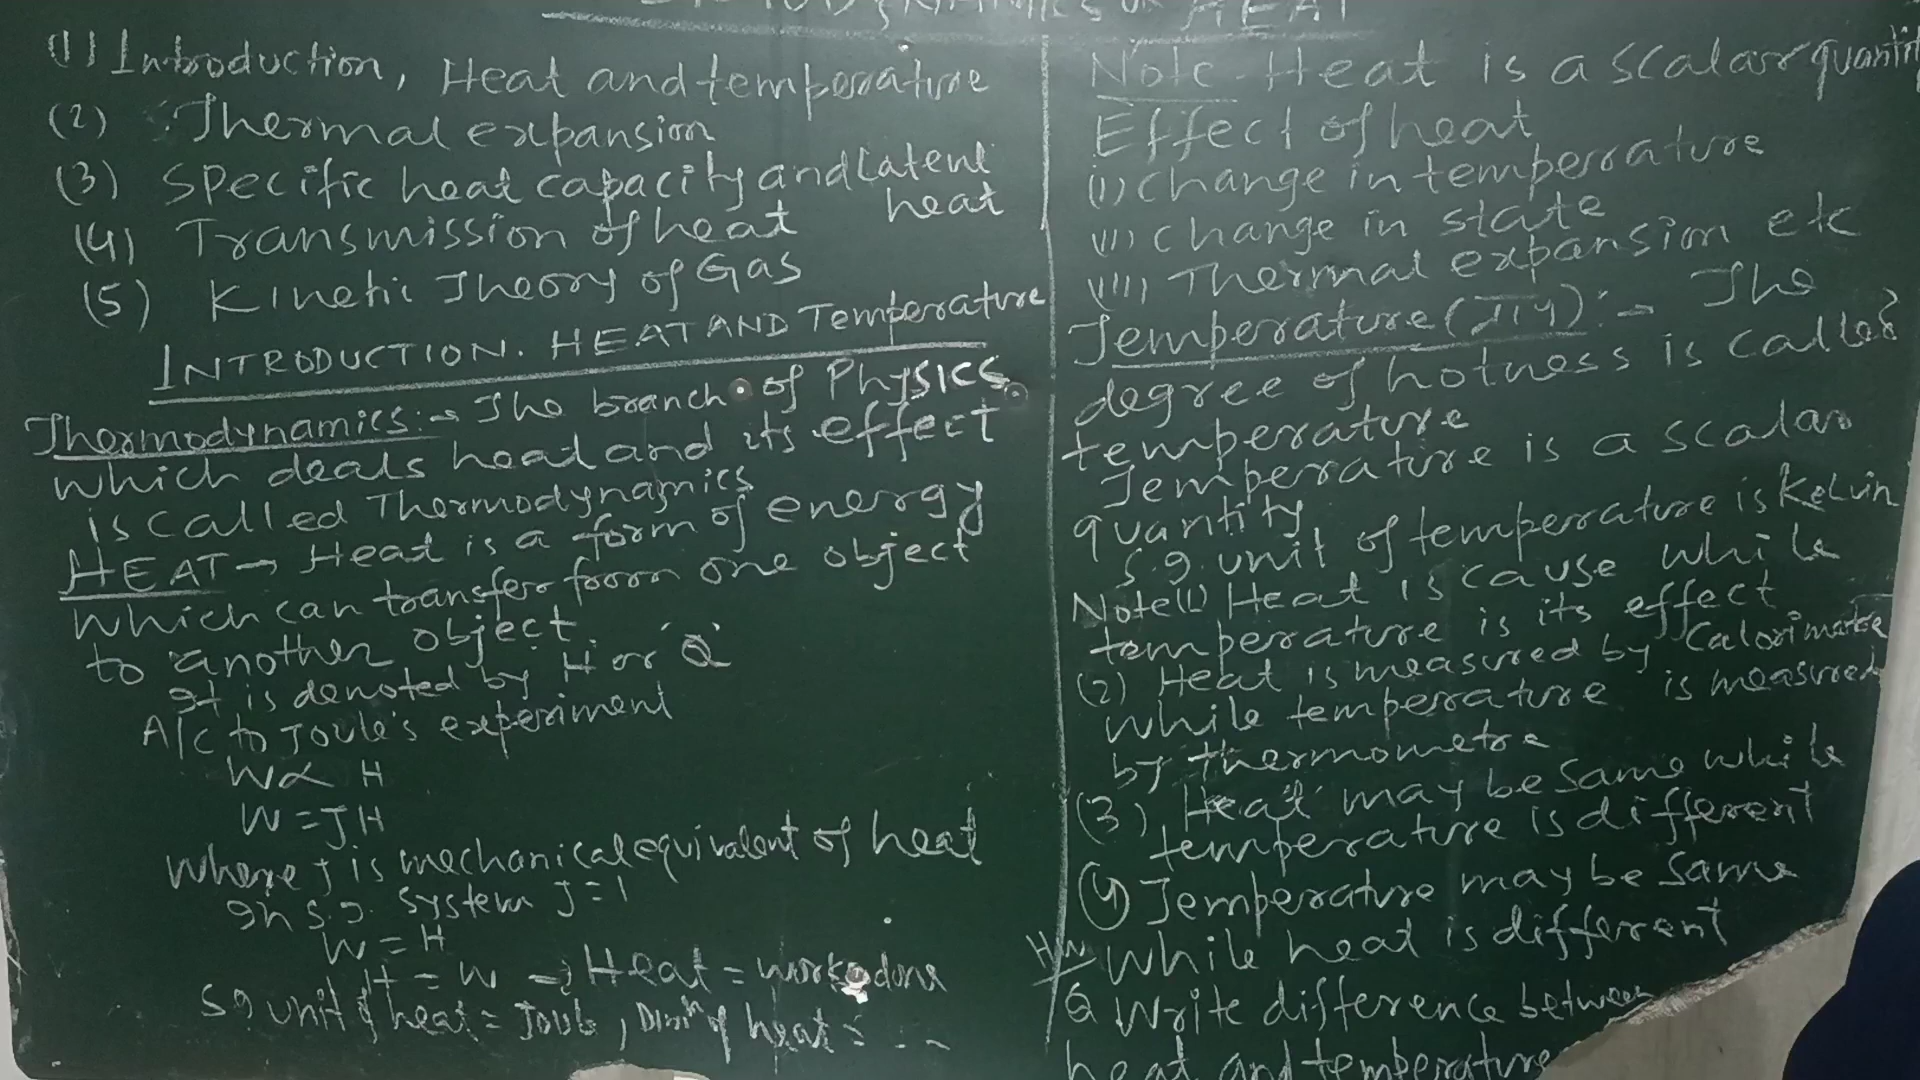 HEAT
(1) Introduction, Heat and temperature
(2) Thermal expansion
(3) Specific heat capacity and Latent
heat
(4) Transmission of heat
(5) Kinetic Theory of Gas
INTRODUCTION. HEAT AND Temperature
Thermodynamics:→ The branch of Physics
which deals heat and its effect
is called Thermodynamics
HEAT → Heat is a form of energy
which can transfer from one object
to another object.
It is denoted by H or 'Q'
A/C to Joule's experiment
W ∝ H
W = JH
where J is mechanical equivalent of heat
In S.I. System J = 1
W = H
H = W → Heat = work done
SI unit of heat = Joule, Dimn of heat = ...
Note - Heat is a scalar quantity
Effect of heat
(i) Change in temperature
(ii) Change in state
(iii) Thermal expansion etc
Temperature :- The
degree of hotness is called
temperature
Temperature is a scalar
quantity
S.I. unit of temperature is Kelvin
Note (1) Heat is cause while
temperature is its effect
(2) Heat is measured by Calorimetre
while temperature is measured
by thermometre
(3) Heat may be same while
temperature is different
(4) Temperature may be same
while heat is different
H/W
Q Write difference between
heat and temperature